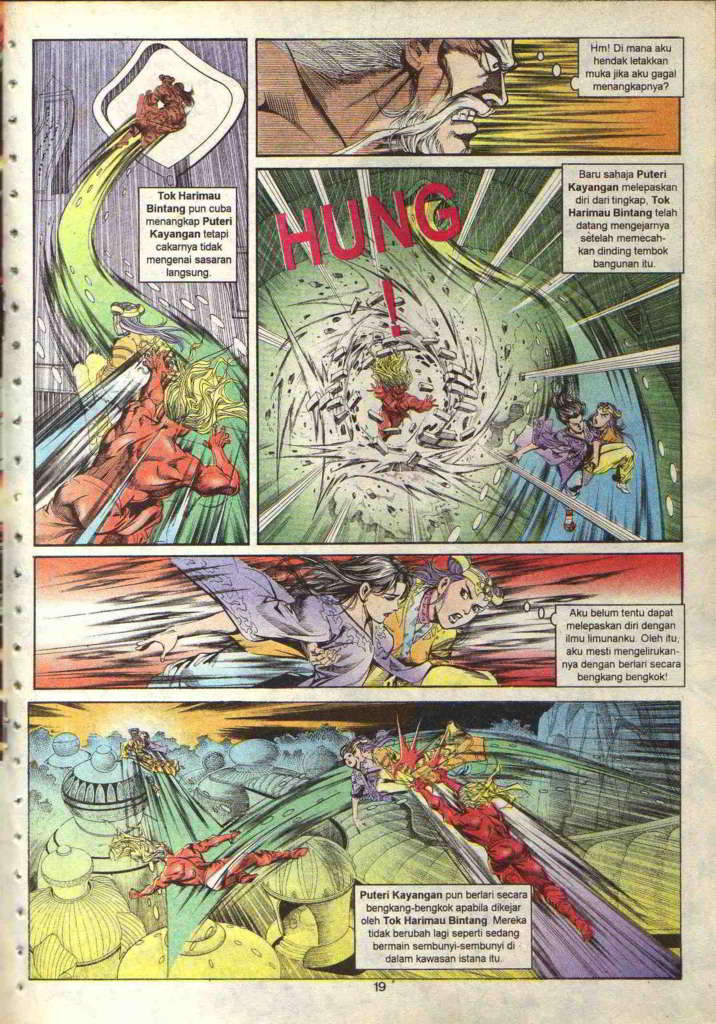 Tok Harimau
Bintang pun cuba
menangkap Puteri
Kayangan tetapi
cakarnya tidak
mengenai sasaran
langsung.
Hm! Di mana aku
hendak letakkan
muka jika aku gagal
menangkapnya?
Baru sahaja Puteri
Kayangan melepaskan
diri dari tingkap, Tok
Harimau Bintang telah
datang mengejarnya
setelah memecah-
kan dinding tembok
bangunan itu.
HUNG
!
Aku belum tentu dapat
melepaskan diri dengan
ilmu limunanku. Oleh itu,
aku mesti mengelirukan-
nya dengan berlari secara
bengkang bengkok!
Puteri Kayangan pun berlari secara
bengkang-bengkok apabila dikejar
oleh Tok Harimau Bintang. Mereka
tidak berubah lagi seperti sedang
bermain sembunyi-sembunyi di
dalam kawasan istana itu.
19